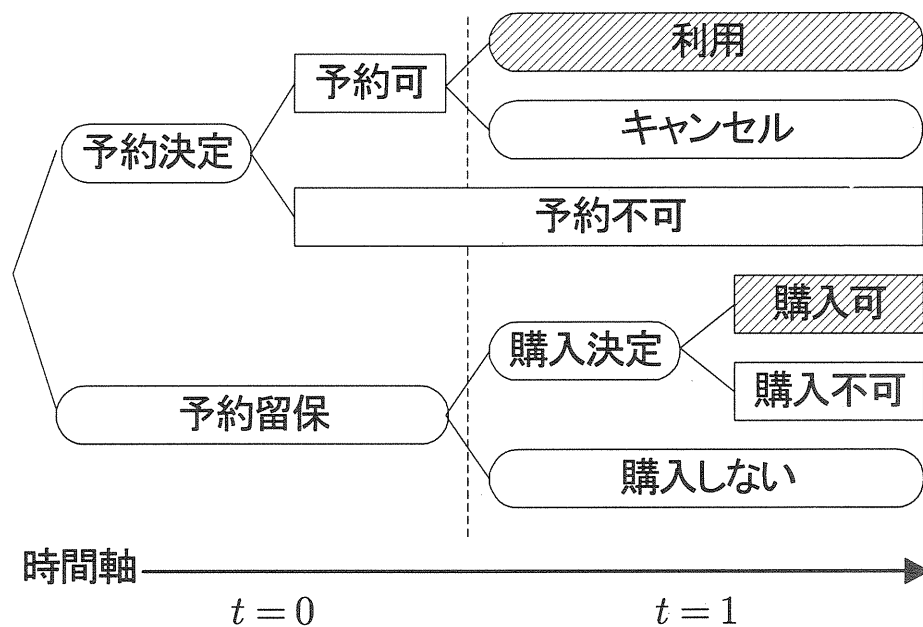 利用
予約可
キャンセル
予約決定
予約不可
購入可
購入決定
購入不可
予約留保
購入しない
時間軸
t = 0
t = 1